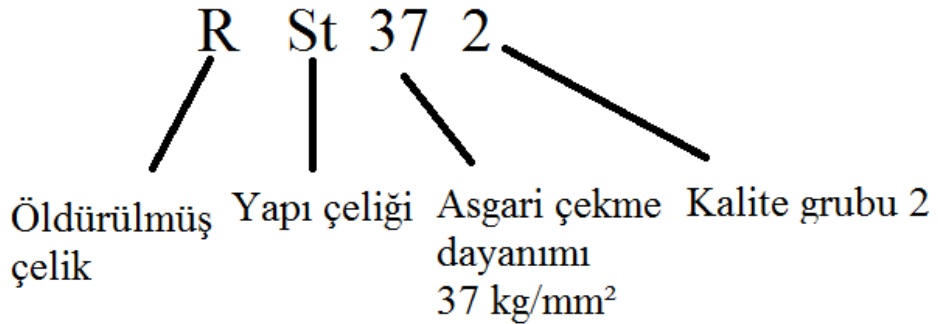 R St 37 2
Öldürülmüş çelik
Yapı çeliği
Asgari çekme dayanımı 37 kg/mm²
Kalite grubu 2